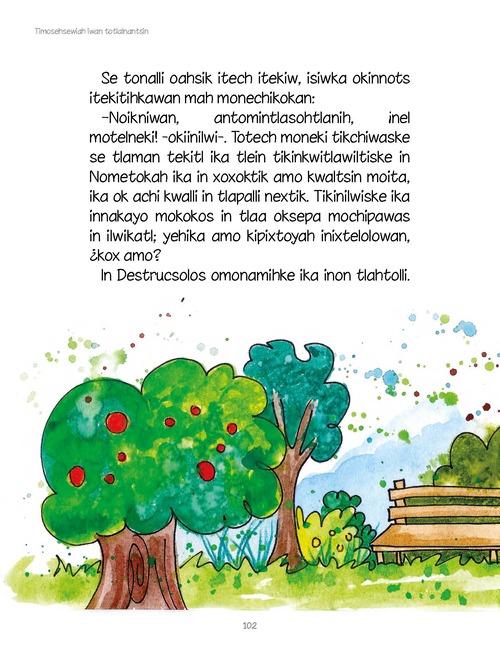 Timosehsewiah iwan totlalnantsin
Se tonalli oahsik itech itekiw, isiwka okinnots
itekitihkawan mah monechikokan:
–Noikniwan, antomintlasohtlanih, inel
motelneki! -okiinilwi-. Totech moneki tikchiwaske
se tlaman tekitl ika tlein tikinkwitlawiltiske in
Nometokah ika in xoxoktik amo kwaltsin moita,
ika ok achi kwalli in tlapalli nextik. Tikinilwiske ika
innakayo mokokos in tlaa oksepa mochipawas
in ilwikatl; yehika amo kipixtoyah inixtelolowan,
¿kox amo?
In Destrucsolos omonamihke ika inon tlahtolli.
102